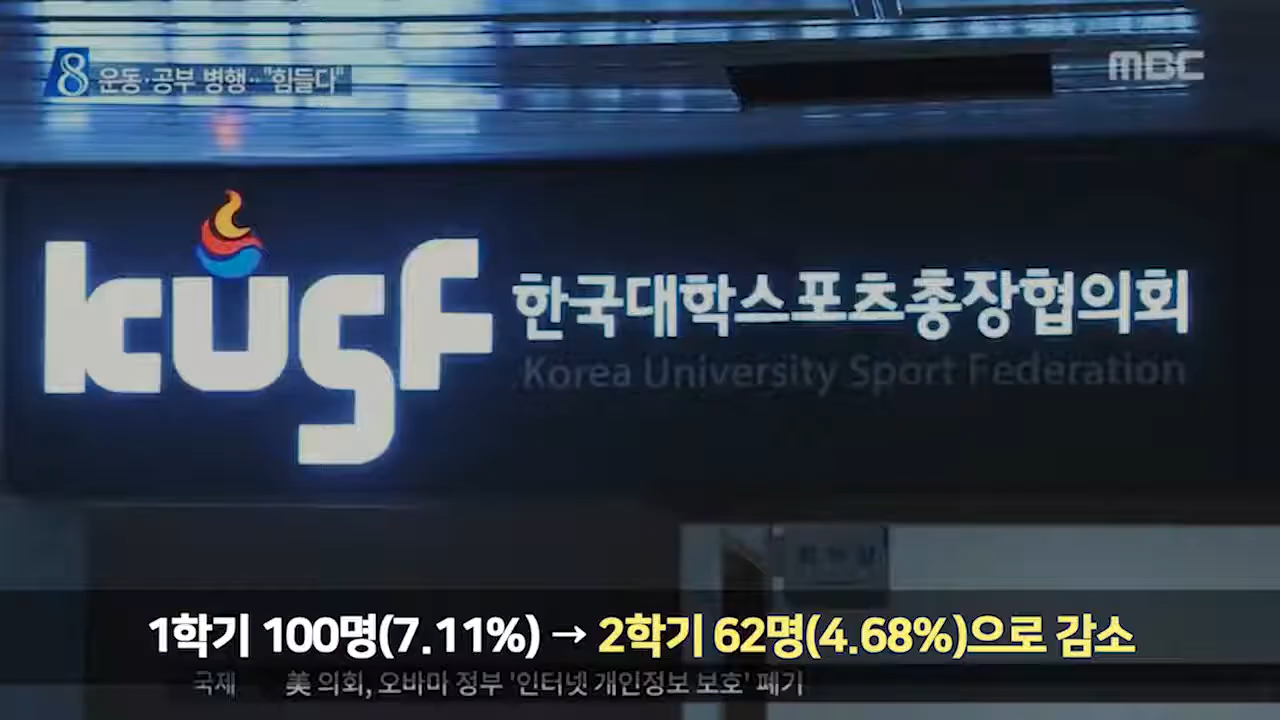 8 운동·공부 병행‥"힘들다"
MBC
kusf
한국대학스포츠총장협의회
Korea University Sport Federation
1학기 100명(7.11%) → 2학기 62명(4.68%)으로 감소
국제 美 의회, 오바마 정부 '인터넷 개인정보 보호' 폐기